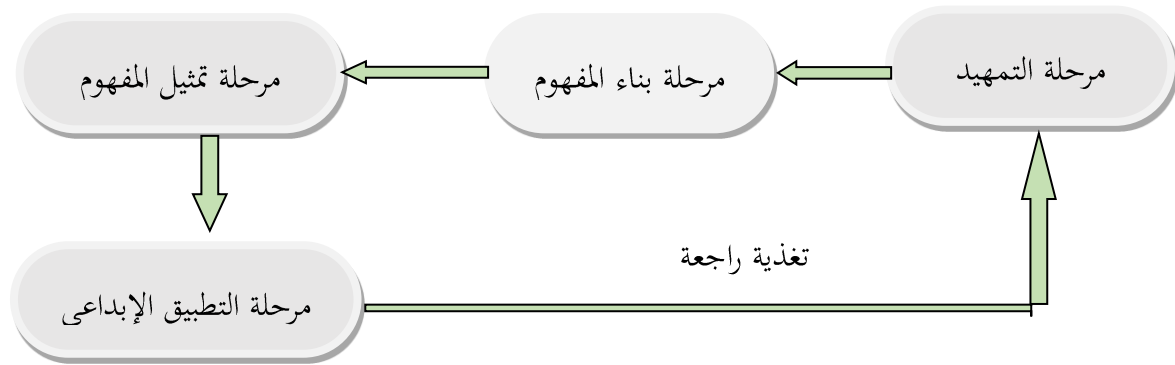 مرحلة التمهيد
مرحلة بناء المفهوم
مرحلة تمثيل المفهوم
تغذية راجعة
مرحلة التطبيق الإبداعى